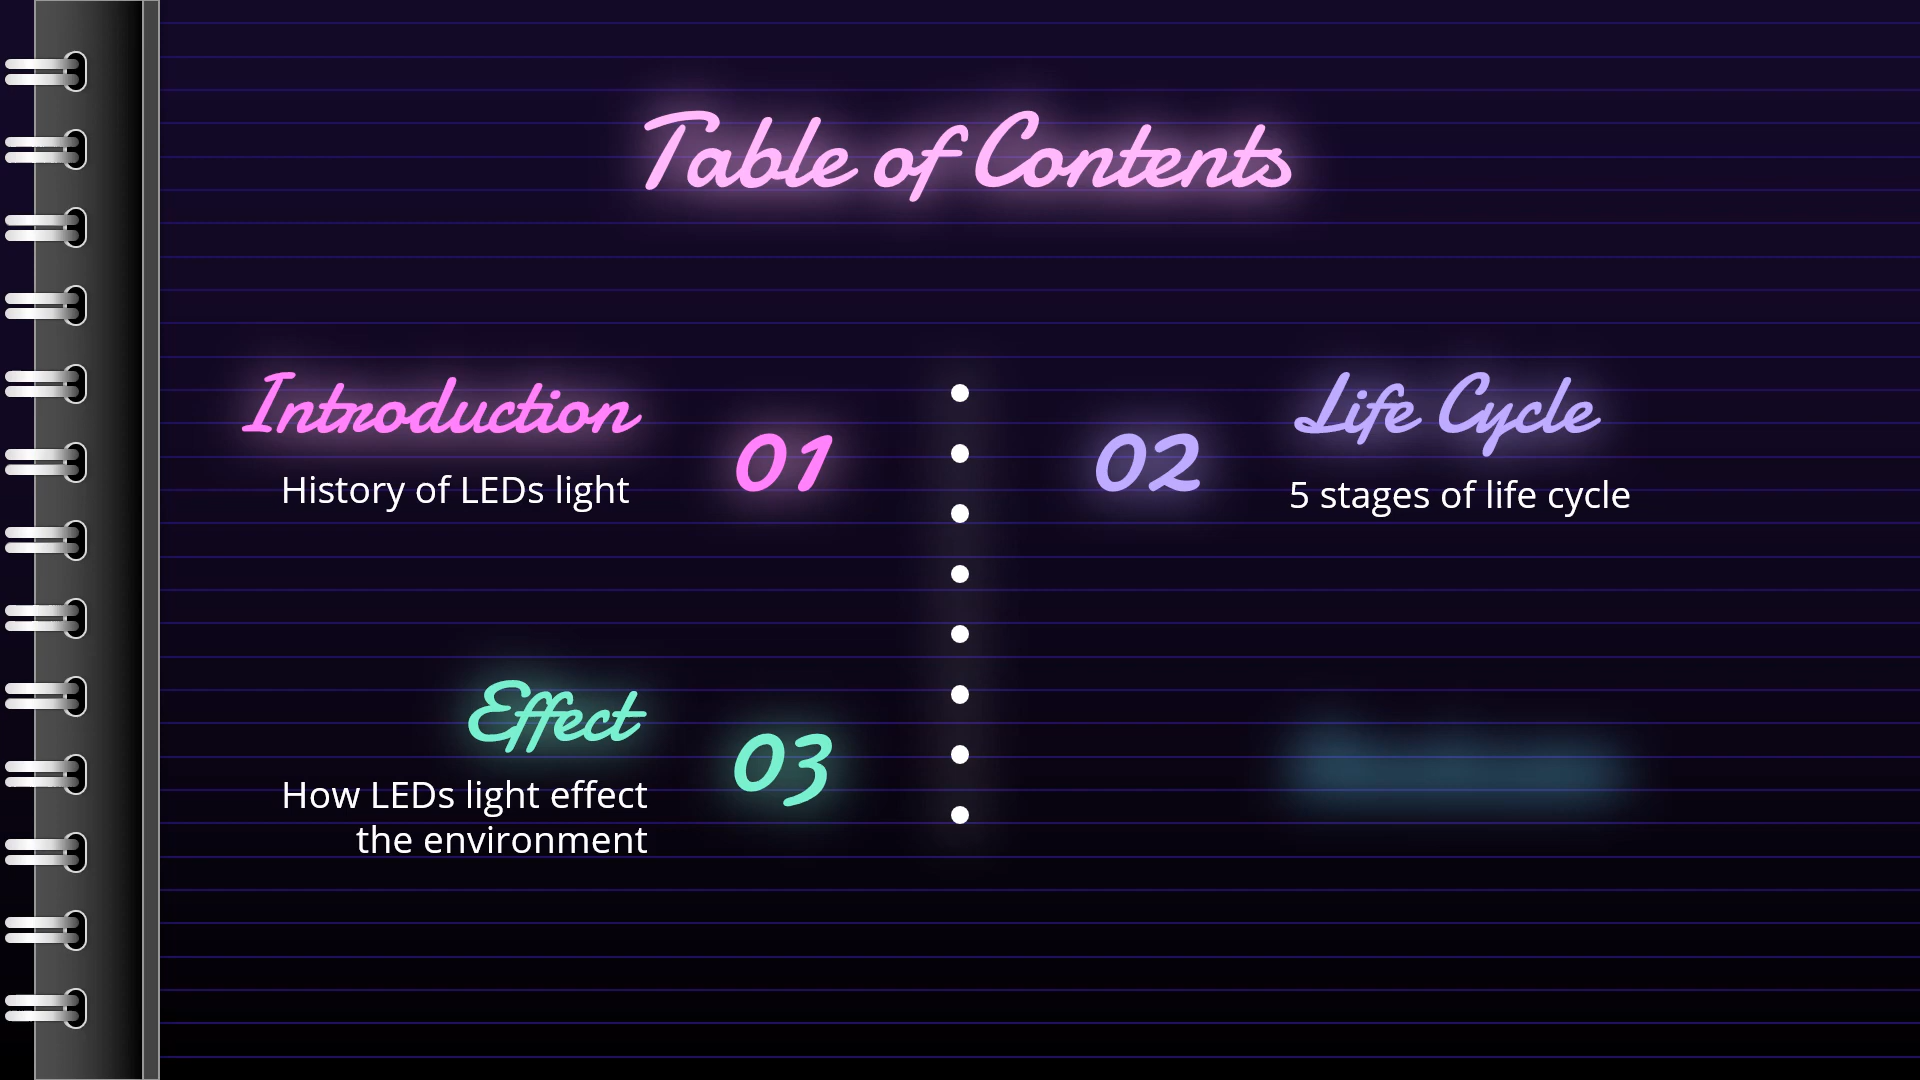 Table of Contents
Introduction
01
History of LEDs light
02
Life Cycle
5 stages of life cycle
Effect
03
How LEDs light effect
the environment